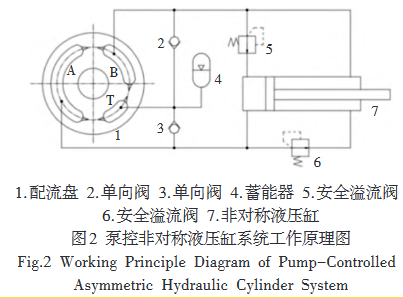 A
B
T
1
2
3
4
5
6
7
1.配流盘 2.单向阀 3.单向阀 4.蓄能器 5.安全溢流阀
6.安全溢流阀 7.非对称液压缸
图2 泵控非对称液压缸系统工作原理图
Fig.2 Working Principle Diagram of Pump-Controlled
Asymmetric Hydraulic Cylinder System